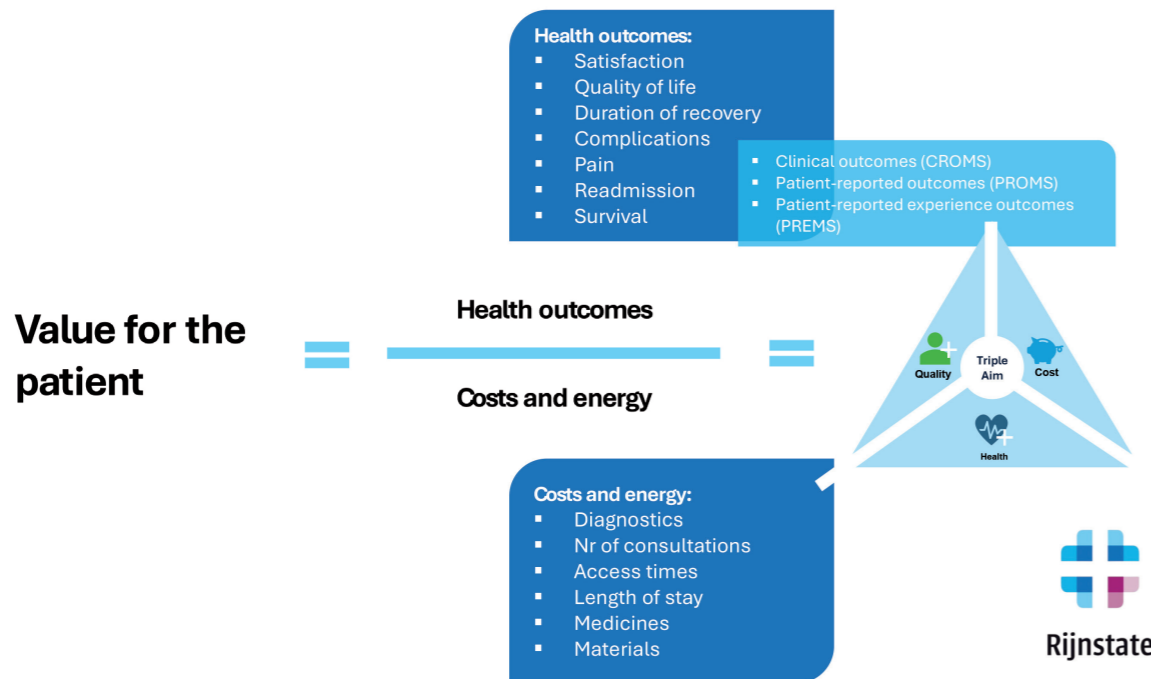 Health outcomes:
▪ Satisfaction
▪ Quality of life
▪ Duration of recovery
▪ Complications
▪ Pain
▪ Readmission
▪ Survival
▪ Clinical outcomes (CROMS)
▪ Patient-reported outcomes (PROMS)
▪ Patient-reported experience outcomes
(PREMS)
Value for the
patient
=
Health outcomes
Costs and energy
=
Quality
Triple
Aim
Cost
Health
Costs and energy:
▪ Diagnostics
▪ Nr of consultations
▪ Access times
▪ Length of stay
▪ Medicines
▪ Materials
Rijnstate